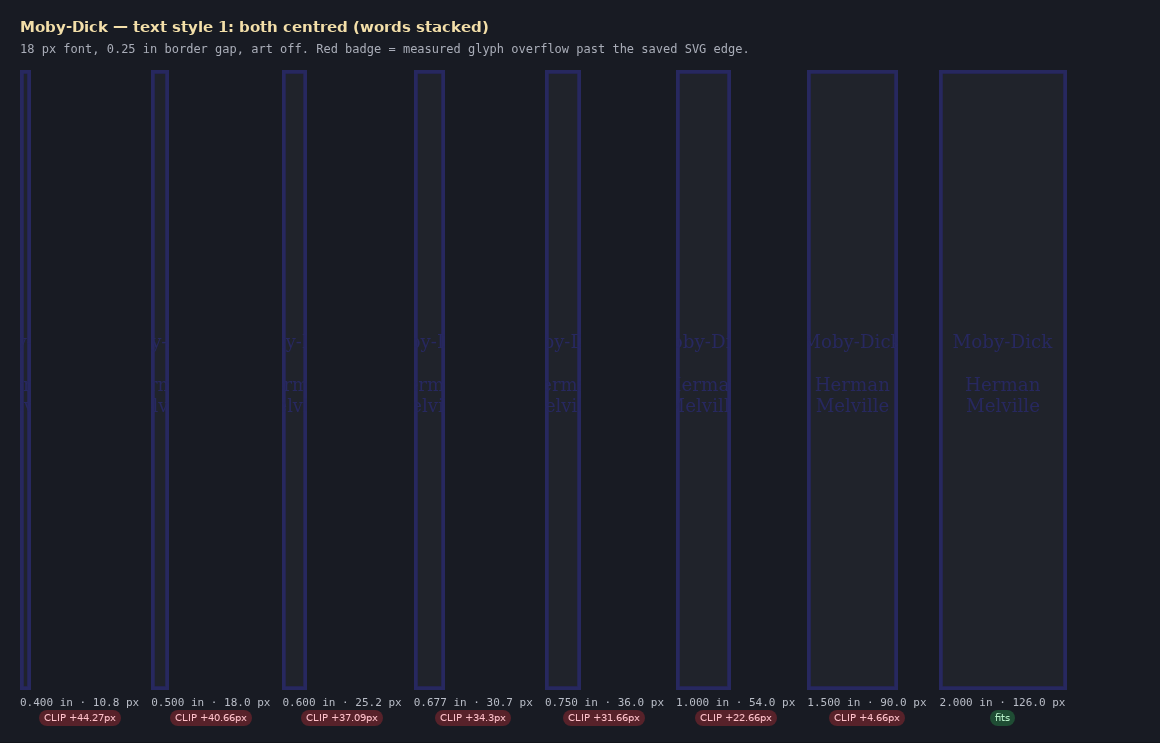 Moby-Dick — text style 1: both centred (words stacked)
18 px font, 0.25 in border gap, art off. Red badge = measured glyph overflow past the saved SVG edge.
Moby-Dick
Herman
Melville
Moby-Dick
Herman
Melville
0.400 in · 10.8 px
0.500 in · 18.0 px
0.600 in · 25.2 px
0.677 in · 30.7 px
0.750 in · 36.0 px
1.000 in · 54.0 px
1.500 in · 90.0 px
2.000 in · 126.0 px
CLIP +44.27px
CLIP +40.66px
CLIP +37.09px
CLIP +34.3px
CLIP +31.66px
CLIP +22.66px
CLIP +4.66px
fits